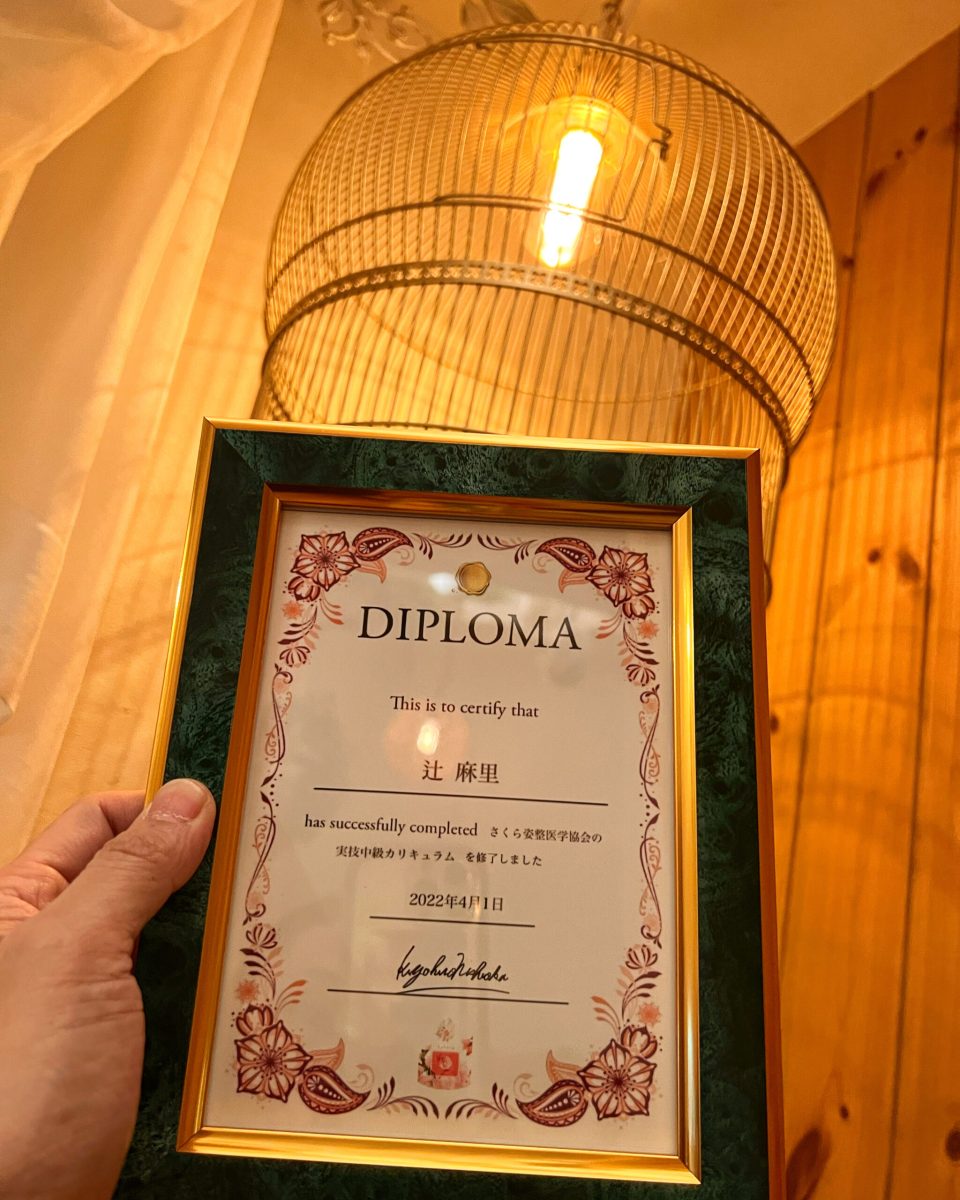 DIPLOMA
This is to certify that
辻 麻里
has successfully completed さくら姿整医学協会の
実技中級カリキュラム を修了しました
2022年4月1日